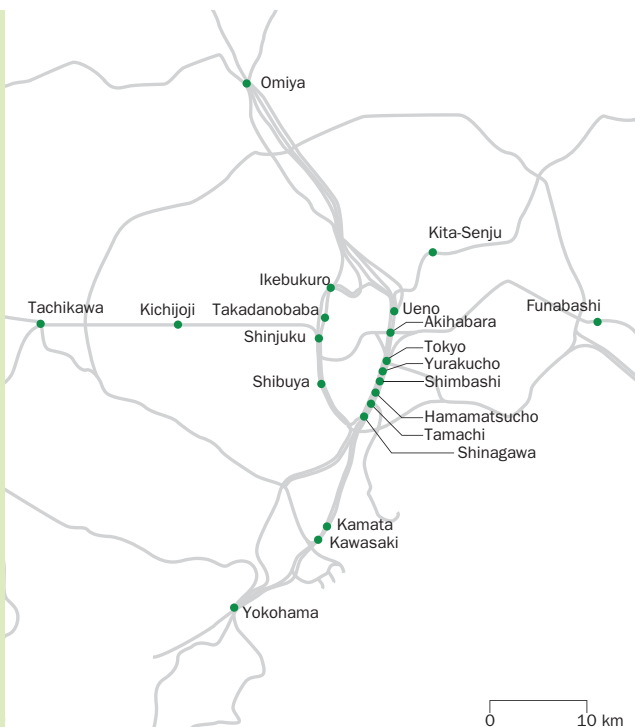 Omiya
Kita-Senju
Ikebukuro
Tachikawa
Kichijoji
Takadanobaba
Ueno
Funabashi
Akihabara
Shinjuku
Tokyo
Yurakucho
Shibuya
Shimbashi
Hamamatsucho
Tamachi
Shinagawa
Kamata
Kawasaki
Yokohama
0 10 km